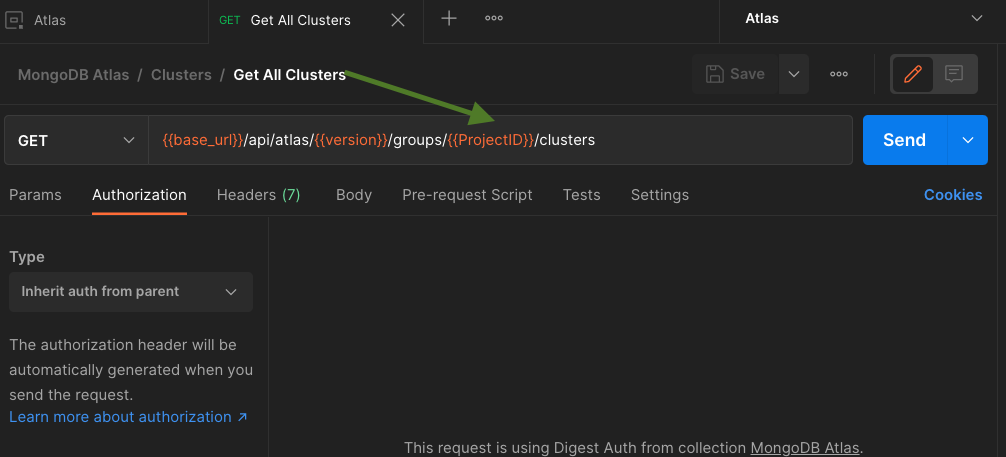 Atlas
GET Get All Clusters
Atlas
MongoDB Atlas / Clusters / Get All Clusters
Save
GET
{{base_url}}/api/atlas/{{version}}/groups/{{ProjectID}}/clusters
Send
Params Authorization Headers (7) Body Pre-request Script Tests Settings Cookies
Type
Inherit auth from parent
The authorization header will be
automatically generated when you
send the request.
Learn more about authorization ↗
This request is using Digest Auth from collection MongoDB Atlas.